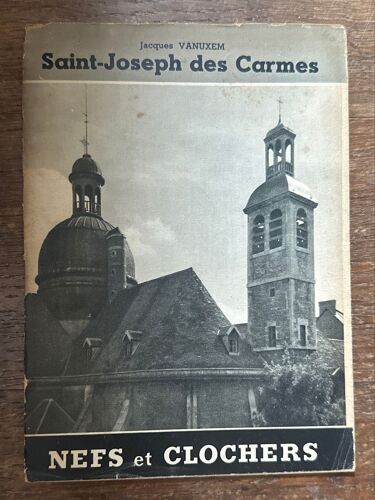 Jacques VANUXEM
Saint-Joseph des Carmes
NEFS et CLOCHERS